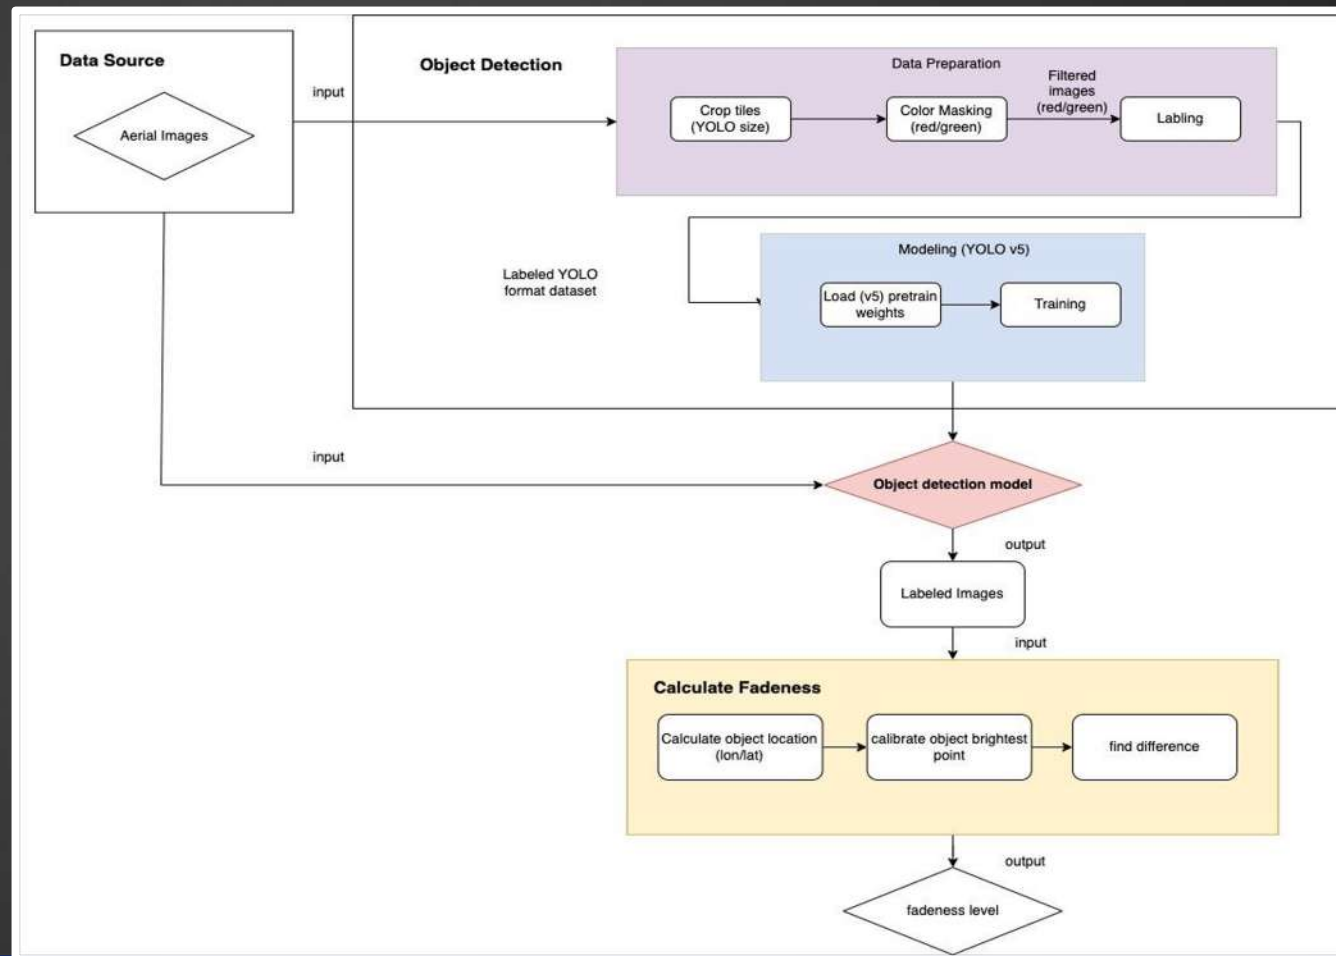 Data Source
Aerial Images
input
Object Detection
Data Preparation
Crop tiles
(YOLO size)
Color Masking
(red/green)
Filtered
images
(red/green)
Labling
Labeled YOLO
format dataset
Modeling (YOLO v5)
Load (v5) pretrain
weights
Training
input
Object detection model
output
Labeled Images
input
Calculate Fadeness
Calculate object location
(lon/lat)
calibrate object brightest
point
find difference
output
fadeness level